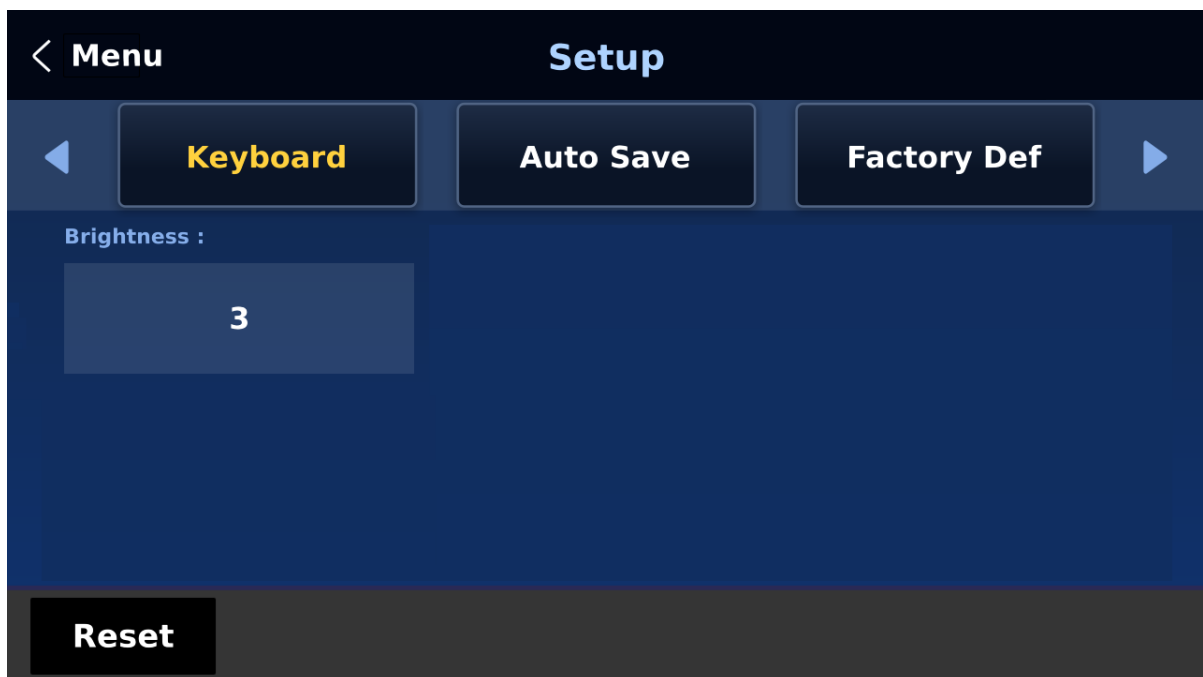 Menu
Setup
Keyboard
Auto Save
Factory Def
Brightness :
3
Reset